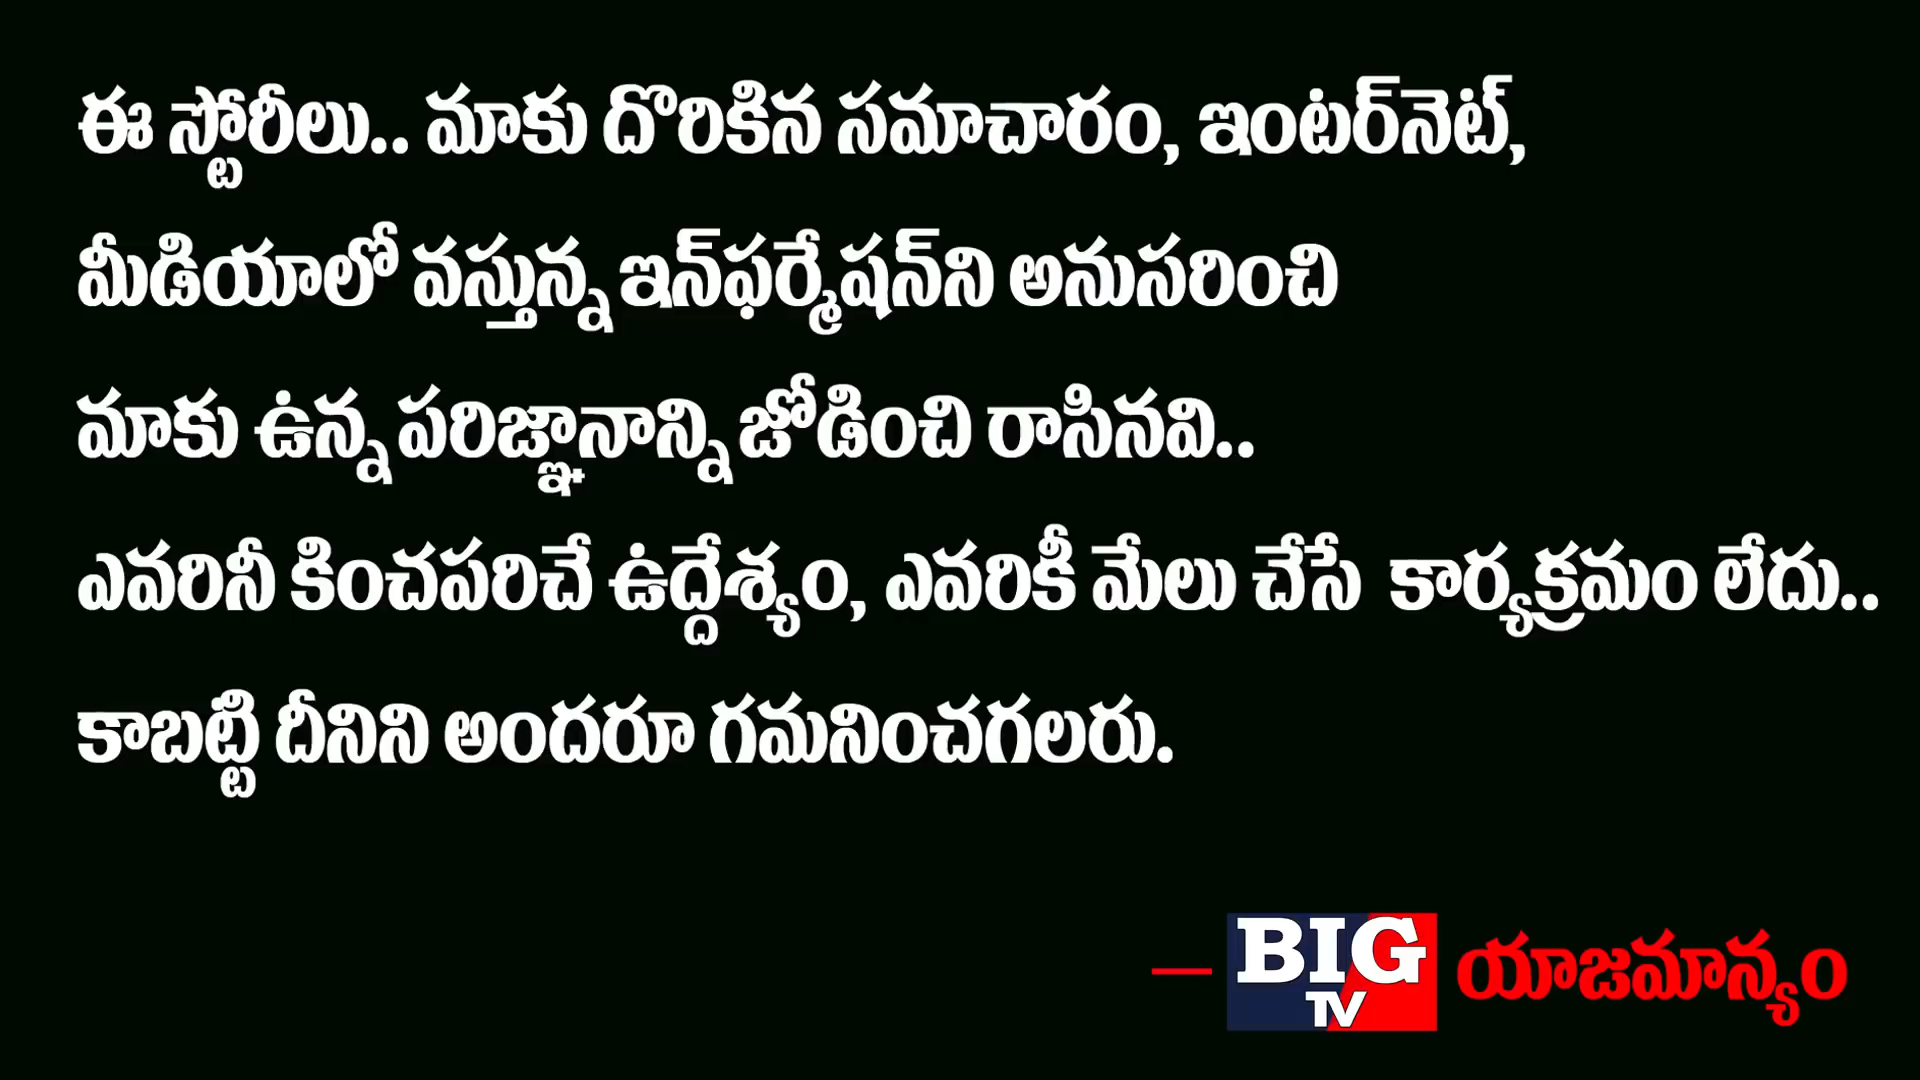 ఈ స్టోరీలు.. మాకు దొరికిన సమాచారం, ఇంటర్‌నెట్,
మీడియాలో వస్తున్న ఇన్‌ఫర్మేషన్‌ని అనుసరించి
మాకు ఉన్న పరిజ్ఞానాన్ని జోడించి రాసినవి..
ఎవరినీ కించపరిచే ఉద్దేశ్యం, ఎవరికీ మేలు చేసే కార్యక్రమం లేదు..
కాబట్టి దీనిని అందరూ గమనించగలరు.
— BIG TV యాజమాన్యం